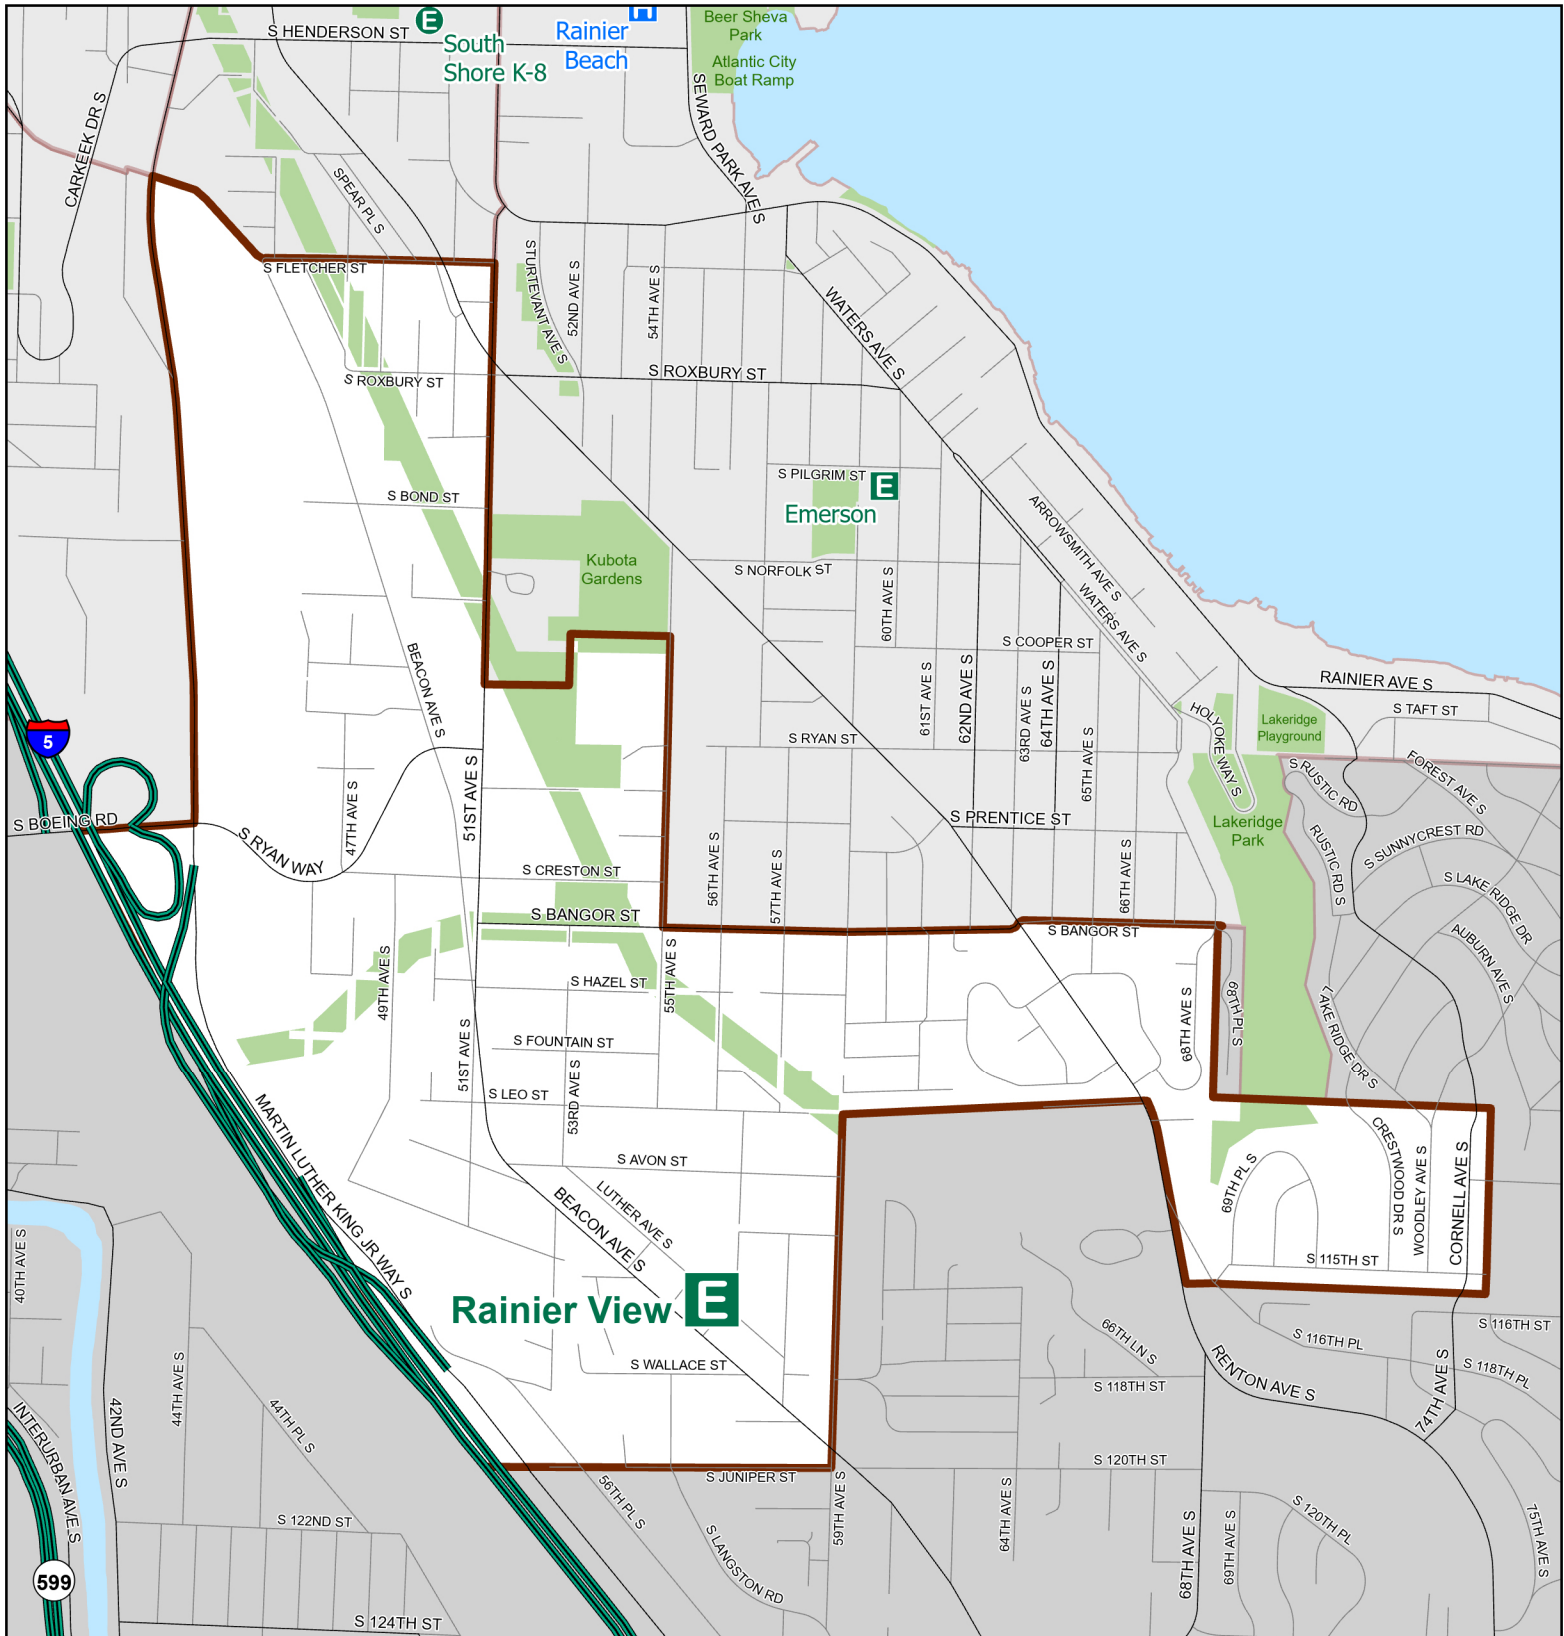 S HENDERSON ST
E
South
Shore K-8
H
Rainier
Beach
Beer Sheva
Park
Atlantic City
Boat Ramp
CARKEEK DR S
SEWARD PARK AVE S
SPEAR PL S
S FLETCHER ST
STURTEVANT AVE S
52ND AVE S
54TH AVE S
WATERS AVE S
S ROXBURY ST
S ROXBURY ST
S PILGRIM ST
E
Emerson
S BOND ST
ARROWSMITH AVE S
Kubota
Gardens
S NORFOLK ST
60TH AVE S
WATERS AVE S
S COOPER ST
BEACON AVE S
61ST AVE S
62ND AVE S
63RD AVE S
64TH AVE S
RAINIER AVE S
S TAFT ST
HOLYOKE WAY S
Lakeridge
Playground
S RYAN ST
5
65TH AVE S
S RUSTIC RD
FOREST AVE S
51ST AVE S
47TH AVE S
S BOEING RD
S RYAN WAY
S PRENTICE ST
Lakeridge
Park
RUSTIC RD S
S SUNNYCREST RD
S CRESTON ST
56TH AVE S
57TH AVE S
66TH AVE S
S LAKE RIDGE DR
S BANGOR ST
S BANGOR ST
AUBURN AVE S
49TH AVE S
S HAZEL ST
55TH AVE S
68TH AVE S
68TH PL S
LAKE RIDGE DR S
51ST AVE S
S FOUNTAIN ST
53RD AVE S
S LEO ST
MARTIN LUTHER KING JR WAY S
S AVON ST
CRESTWOOD DR S
WOODLEY AVE S
CORNELL AVE S
69TH PL S
BEACON AVE S
LUTHER AVE S
40TH AVE S
S 115TH ST
Rainier View
E
S WALLACE ST
66TH LN S
S 116TH PL
S 116TH ST
S 118TH PL
44TH AVE S
S 118TH ST
RENTON AVE S
74TH AVE S
44TH PL S
42ND AVE S
INTERURBAN AVE S
S JUNIPER ST
S 120TH ST
56TH PL S
59TH AVE S
64TH AVE S
68TH AVE S
69TH AVE S
S 120TH PL
75TH AVE S
S 122ND ST
S LANGSTON RD
599
S 124TH ST